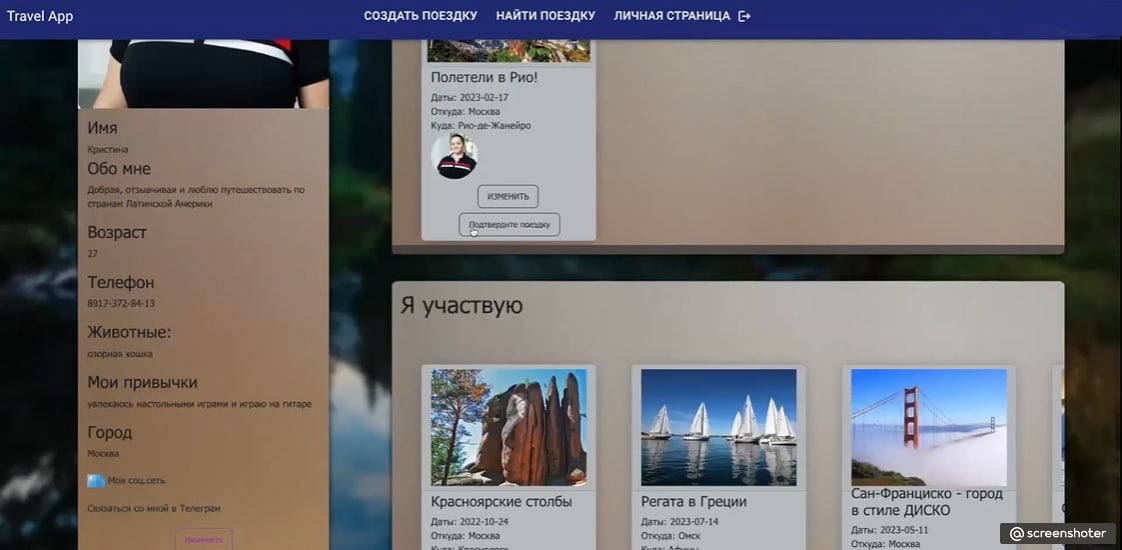 Travel App
СОЗДАТЬ ПОЕЗДКУ
НАЙТИ ПОЕЗДКУ
ЛИЧНАЯ СТРАНИЦА
Имя
Кристина
Обо мне
Добрая, отзывчивая и люблю путешествовать по
странам Латинской Америки
Возраст
27
Телефон
8917-372-84-13
Животные:
озорная кошка
Мои привычки
увлекаюсь настольными играми и играю на гитаре
Город
Москва
Моя соц.сеть
Связаться со мной в Телеграм
Изменить
Полетели в Рио!
Даты: 2023-02-17
Откуда: Москва
Куда: Рио-де-Жанейро
ИЗМЕНИТЬ
Подтвердите поездку
Я участвую
Красноярские столбы
Даты: 2022-10-24
Откуда: Москва
Куда: Красноярск
Регата в Греции
Даты: 2023-07-14
Откуда: Омск
Куда: Афины
Сан-Франциско - город
в стиле ДИСКО
Даты: 2023-05-11
Откуда: Москва
@screenshoter